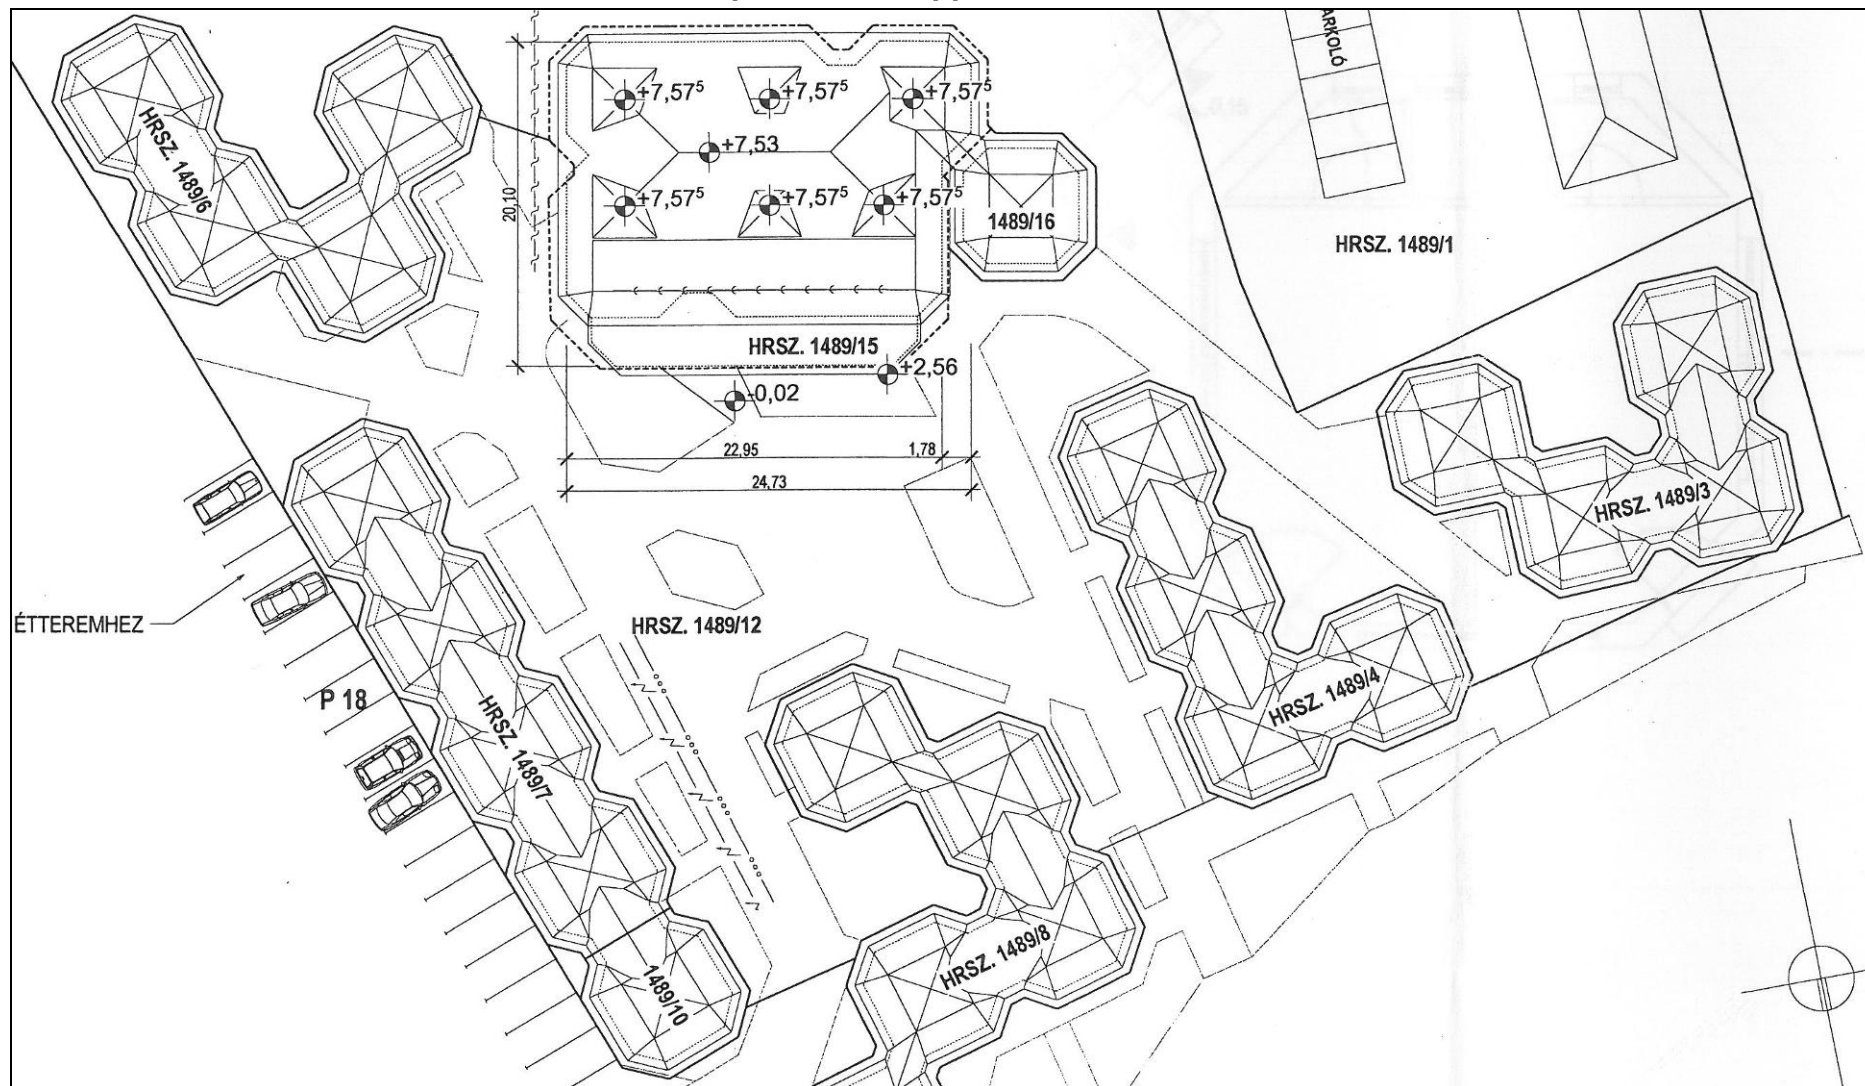 ARKOLÓ
+7,57⁵
+7,57⁵
+7,57⁵
HRSZ. 1489/6
+7,53
20,10
+7,57⁵
+7,57⁵
+7,57⁵
1489/16
HRSZ. 1489/1
HRSZ. 1489/15
+2,56
-0,02
22,95
1,78
24,73
HRSZ. 1489/3
ÉTTEREMHEZ
HRSZ. 1489/12
P 18
HRSZ. 1489/7
HRSZ. 1489/4
HRSZ. 1489/8
1489/10